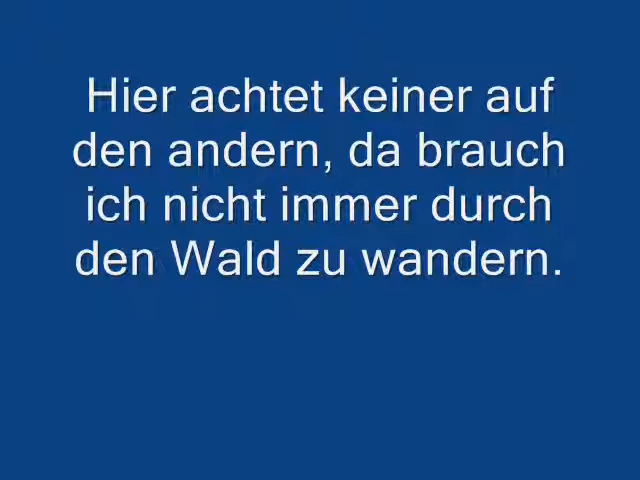 Hier achtet keiner auf
den andern, da brauch
ich nicht immer durch
den Wald zu wandern.